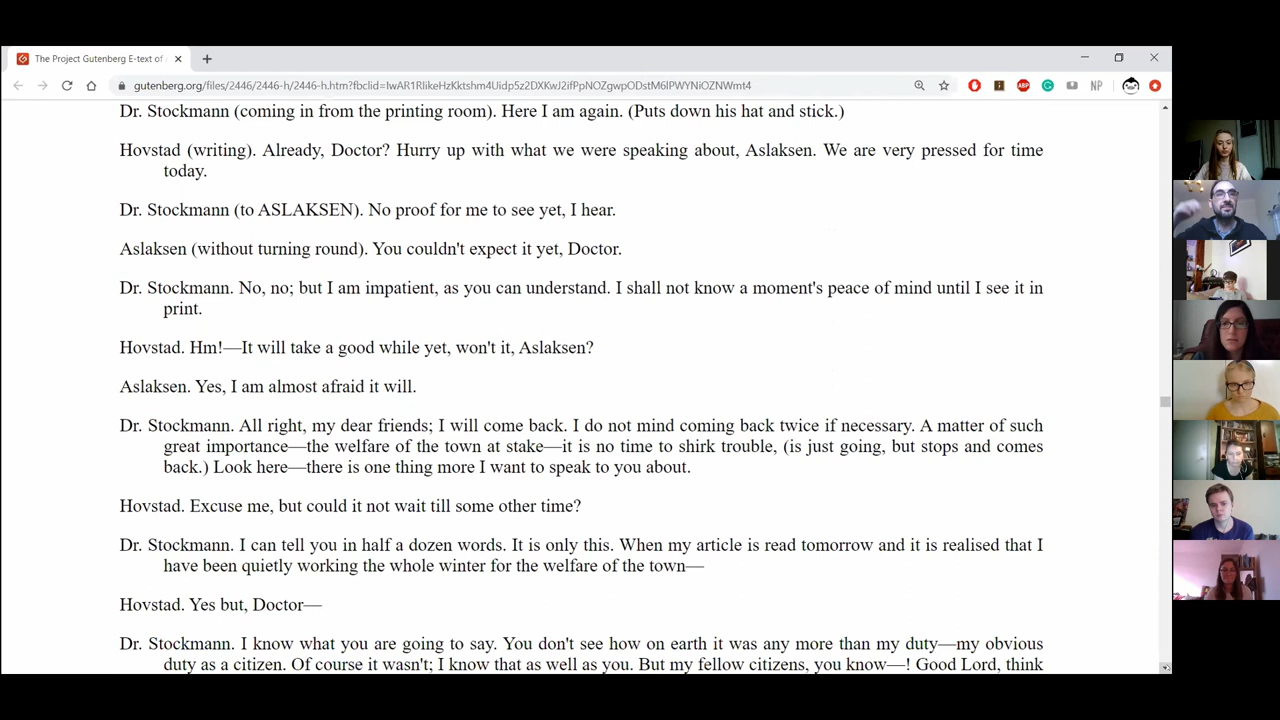 The Project Gutenberg E-text of
gutenberg.org/files/2446/2446-h/2446-h.htm?fbclid=IwAR1RIikeHzKktshm4Uidp5z2DXKwJ2ifPpNOZgwpODstM6lPWYNiOZNWmt4
ABP
NP
Dr. Stockmann (coming in from the printing room). Here I am again. (Puts down his hat and stick.)
Hovstad (writing). Already, Doctor? Hurry up with what we were speaking about, Aslaksen. We are very pressed for time
today.
Dr. Stockmann (to ASLAKSEN). No proof for me to see yet, I hear.
Aslaksen (without turning round). You couldn't expect it yet, Doctor.
Dr. Stockmann. No, no; but I am impatient, as you can understand. I shall not know a moment's peace of mind until I see it in
print.
Hovstad. Hm!—It will take a good while yet, won't it, Aslaksen?
Aslaksen. Yes, I am almost afraid it will.
Dr. Stockmann. All right, my dear friends; I will come back. I do not mind coming back twice if necessary. A matter of such
great importance—the welfare of the town at stake—it is no time to shirk trouble, (is just going, but stops and comes
back.) Look here—there is one thing more I want to speak to you about.
Hovstad. Excuse me, but could it not wait till some other time?
Dr. Stockmann. I can tell you in half a dozen words. It is only this. When my article is read tomorrow and it is realised that I
have been quietly working the whole winter for the welfare of the town—
Hovstad. Yes but, Doctor—
Dr. Stockmann. I know what you are going to say. You don't see how on earth it was any more than my duty—my obvious
duty as a citizen. Of course it wasn't; I know that as well as you. But my fellow citizens, you know—! Good Lord, think